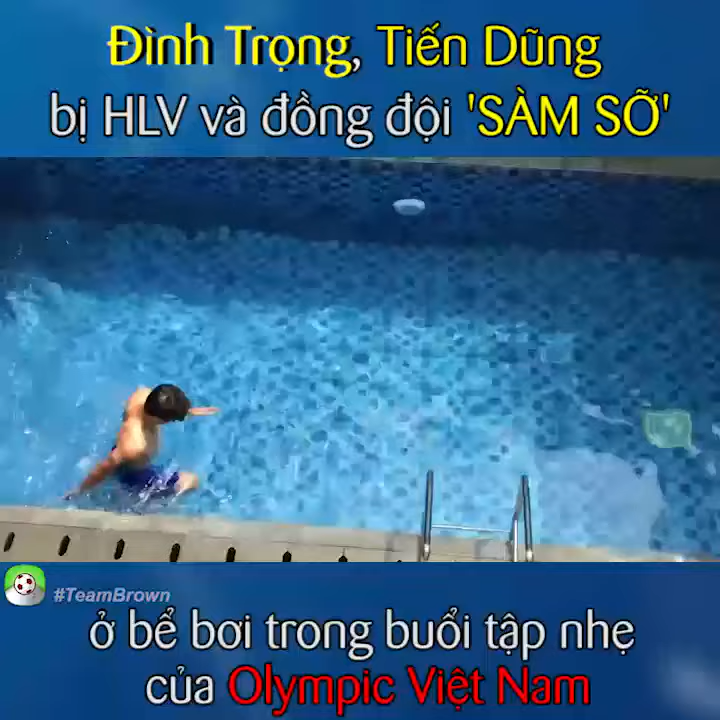 Đình Trọng, Tiến Dũng
bị HLV và đồng đội 'SÀM SỠ'
#TeamBrown
ở bể bơi trong buổi tập nhẹ
của Olympic Việt Nam